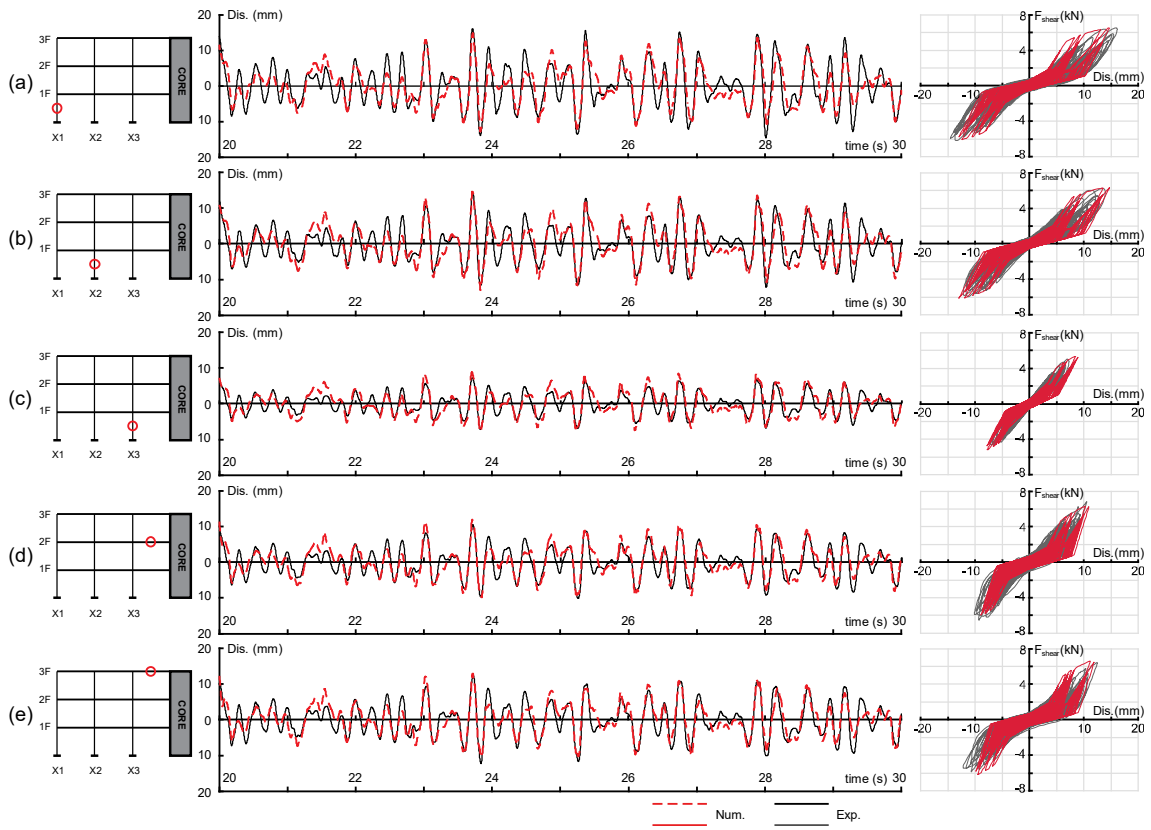 (a)
3F
2F
1F
X1 X2 X3
CORE
20 Dis. (mm)
10
0
10
20
20 22 24 26 28 30
time (s)
8 F_shear(kN)
4
Dis.(mm)
-20 -10 10 20
-4
-8
(b)
3F
2F
1F
X1 X2 X3
CORE
20 Dis. (mm)
10
0
10
20
20 22 24 26 28 30
time (s)
8 F_shear(kN)
4
Dis.(mm)
-20 -10 10 20
-4
-8
(c)
3F
2F
1F
X1 X2 X3
CORE
20 Dis. (mm)
10
0
10
20
20 22 24 26 28 30
time (s)
8 F_shear(kN)
4
Dis.(mm)
-20 -10 10 20
-4
-8
(d)
3F
2F
1F
X1 X2 X3
CORE
20 Dis. (mm)
10
0
10
20
20 22 24 26 28 30
time (s)
8 F_shear(kN)
4
Dis.(mm)
-20 -10 10 20
-4
-8
(e)
3F
2F
1F
X1 X2 X3
CORE
20 Dis. (mm)
10
0
10
20
20 22 24 26 28 30
time (s)
8 F_shear(kN)
4
Dis.(mm)
-20 -10 10 20
-4
-8
Num. Exp.